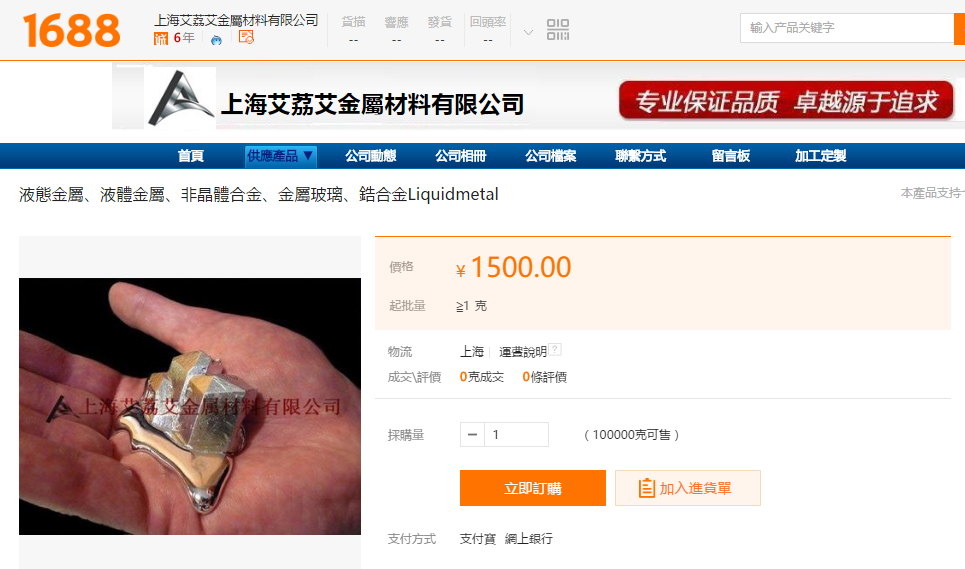 1688
上海艾荔艾金屬材料有限公司
誠 6年
貨描 響應 發貨 回頭率
-- -- -- --
輸入产品关键字
上海艾荔艾金屬材料有限公司
专业保证品质 卓越源于追求
首頁 供應產品 ▼ 公司動態 公司相冊 公司檔案 聯繫方式 留言板 加工定製
液態金屬、液體金屬、非晶體合金、金屬玻璃、鋯合金Liquidmetal
本產品支持
價格 ¥ 1500.00
起批量 ≧1 克
物流 上海 運費說明 ?
成交\評價 0克成交 0條評價
上海艾荔艾金属材料有限公司
採購量 − 1 ( 100000克可售 )
立即訂購 加入進貨單
支付方式 支付寶 網上銀行